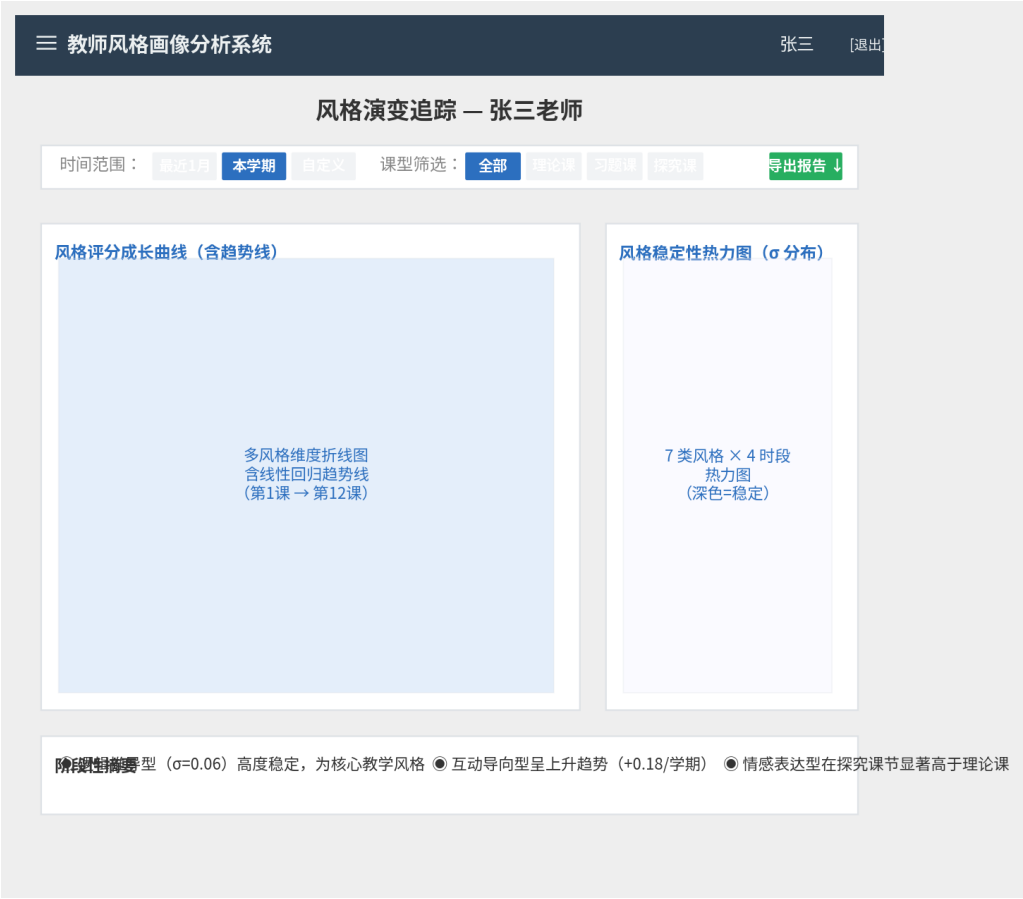 教师风格画像分析系统
张三 [退出]
风格演变追踪 — 张三老师
时间范围： 最近1月 本学期 自定义 课型筛选： 全部 理论课 习题课 探究课 导出报告 ↓
风格评分成长曲线（含趋势线）
多风格维度折线图
含线性回归趋势线
（第1课 → 第12课）
风格稳定性热力图（σ 分布）
7 类风格 × 4 时段
热力图
（深色=稳定）
阶段性摘要
型（σ=0.06）高度稳定，为核心教学风格 ◉ 互动导向型呈上升趋势（+0.18/学期） ◉ 情感表达型在探究课节显著高于理论课